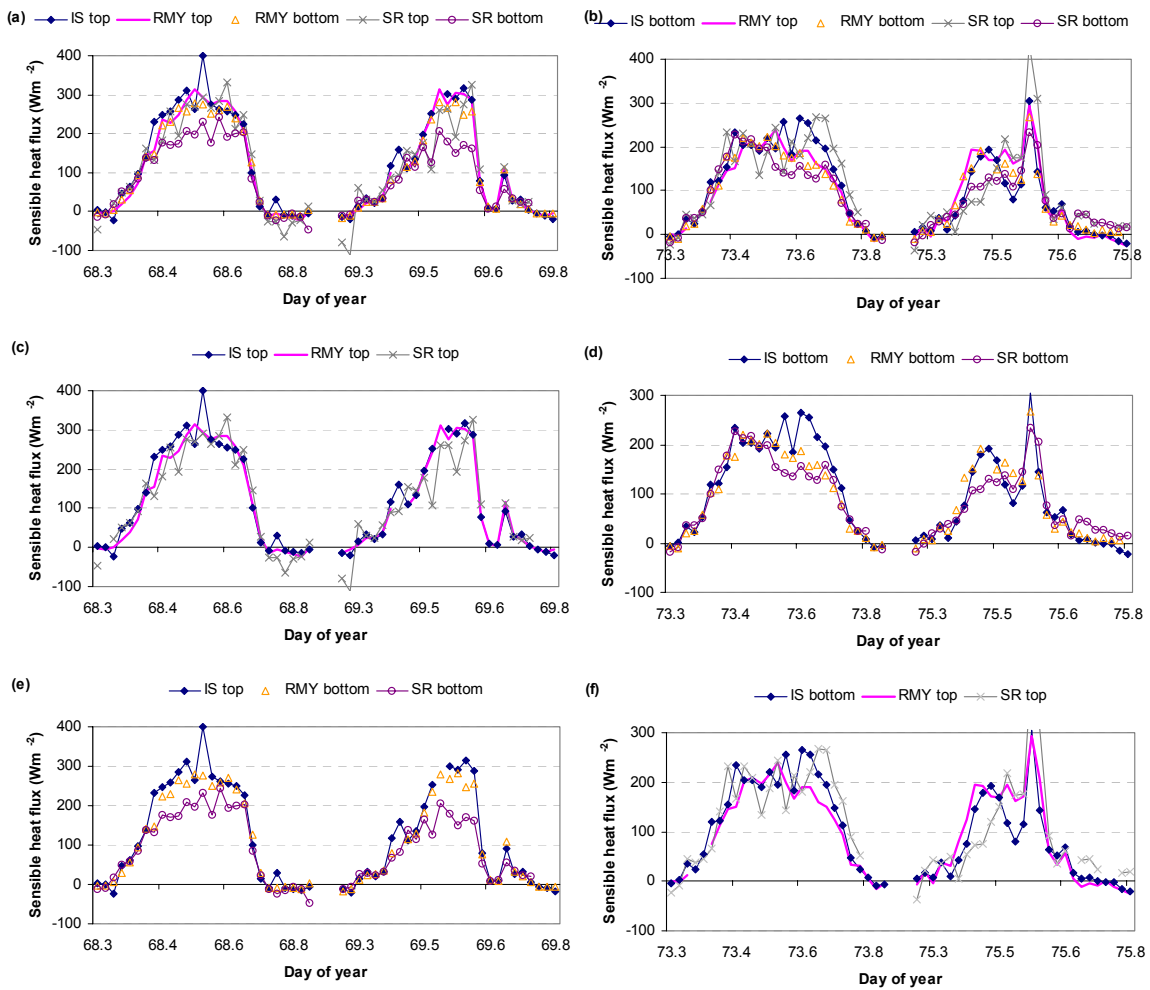 (a)
IS top RMY top RMY bottom SR top SR bottom
Sensible heat flux (Wm -2)
400
300
200
100
0
-100
68.3 68.4 68.6 68.8 69.3 69.5 69.6 69.8
Day of year
(b)
IS bottom RMY top RMY bottom SR top SR bottom
Sensible heat flux (Wm -2)
400
300
200
100
0
-100
73.3 73.4 73.6 73.8 75.3 75.5 75.6 75.8
Day of year
(c)
IS top RMY top SR top
Sensible heat flux (Wm -2)
400
300
200
100
0
-100
68.3 68.4 68.6 68.8 69.3 69.5 69.6 69.8
Day of year
(d)
IS bottom RMY bottom SR bottom
Sensible heat flux (Wm -2)
300
200
100
0
-100
73.3 73.4 73.6 73.8 75.3 75.5 75.6 75.8
Day of year
(e)
IS top RMY bottom SR bottom
Sensible heat flux (Wm -2)
400
300
200
100
0
-100
68.3 68.4 68.6 68.8 69.3 69.5 69.6 69.8
Day of year
(f)
IS bottom RMY top SR top
Sensible heat flux (Wm -2)
300
200
100
0
-100
73.3 73.4 73.6 73.8 75.3 75.5 75.6 75.8
Day of year